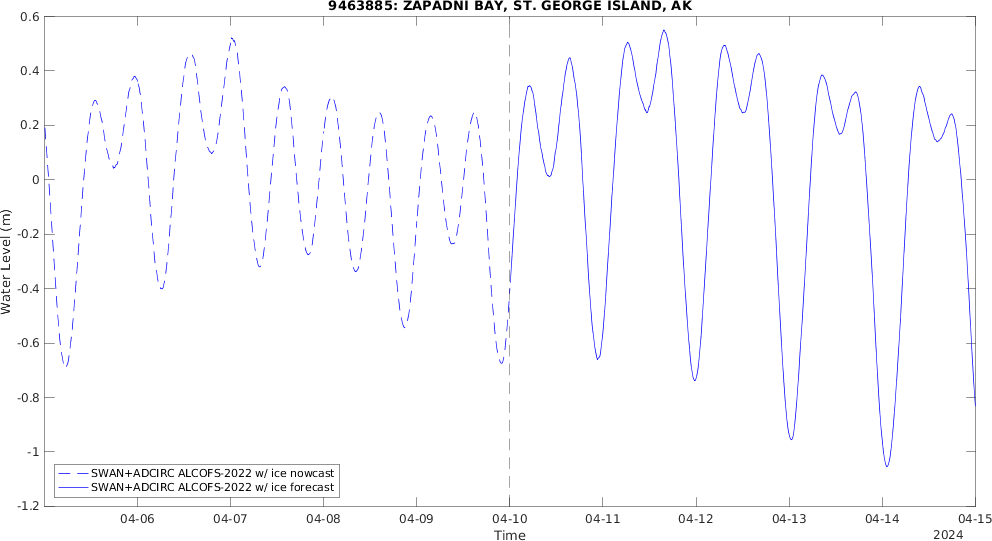 9463885: ZAPADNI BAY, ST. GEORGE ISLAND, AK
0.6
0.4
0.2
0
-0.2
-0.4
-0.6
-0.8
-1
-1.2
Water Level (m)
SWAN+ADCIRC ALCOFS-2022 w/ ice nowcast
SWAN+ADCIRC ALCOFS-2022 w/ ice forecast
04-06 04-07 04-08 04-09 04-10 04-11 04-12 04-13 04-14 04-15
Time
2024